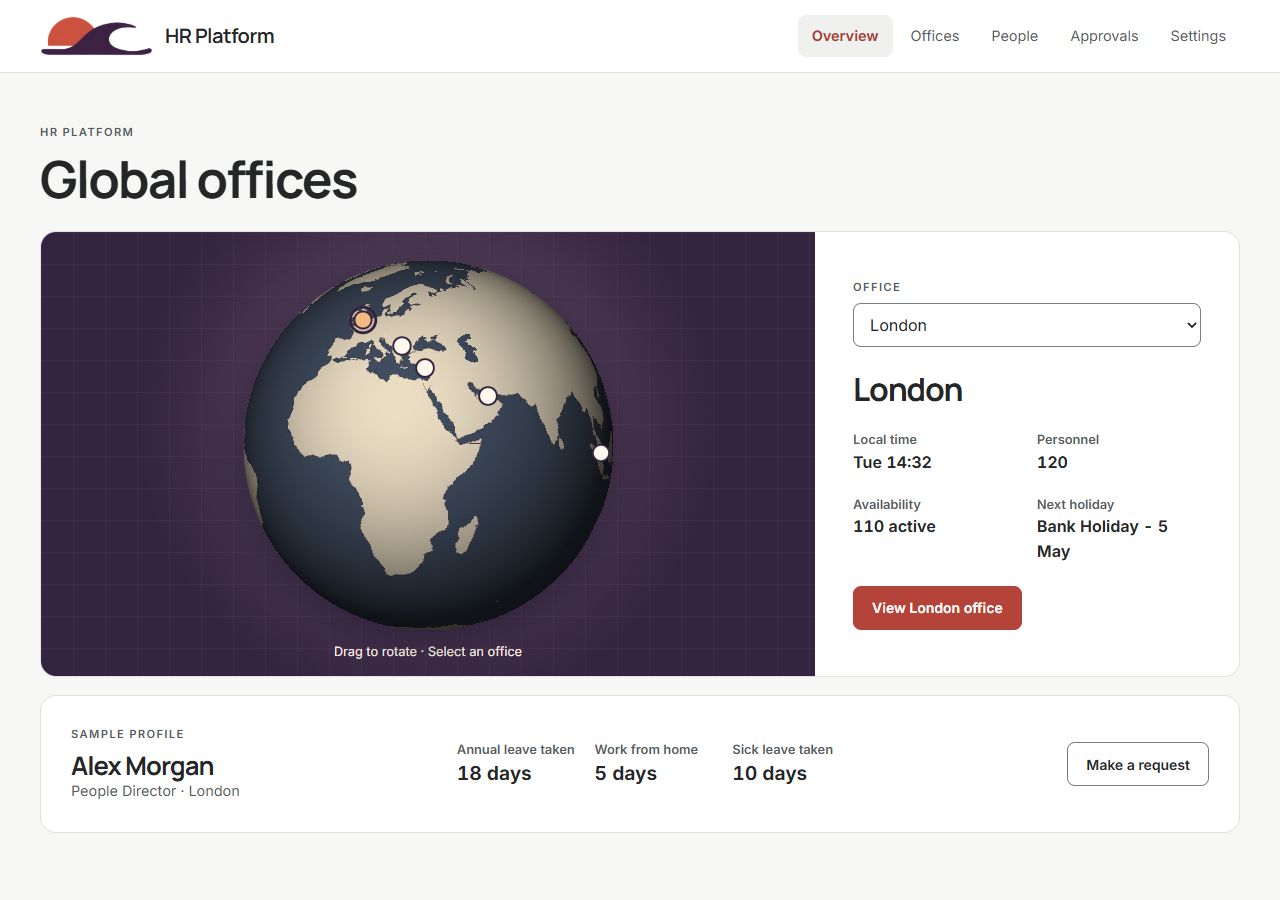 HR Platform
Overview
Offices
People
Approvals
Settings
HR PLATFORM
Global offices
Drag to rotate · Select an office
OFFICE
London
London
Local time
Tue 14:32
Personnel
120
Availability
110 active
Next holiday
Bank Holiday - 5
May
View London office
SAMPLE PROFILE
Alex Morgan
People Director · London
Annual leave taken
18 days
Work from home
5 days
Sick leave taken
10 days
Make a request